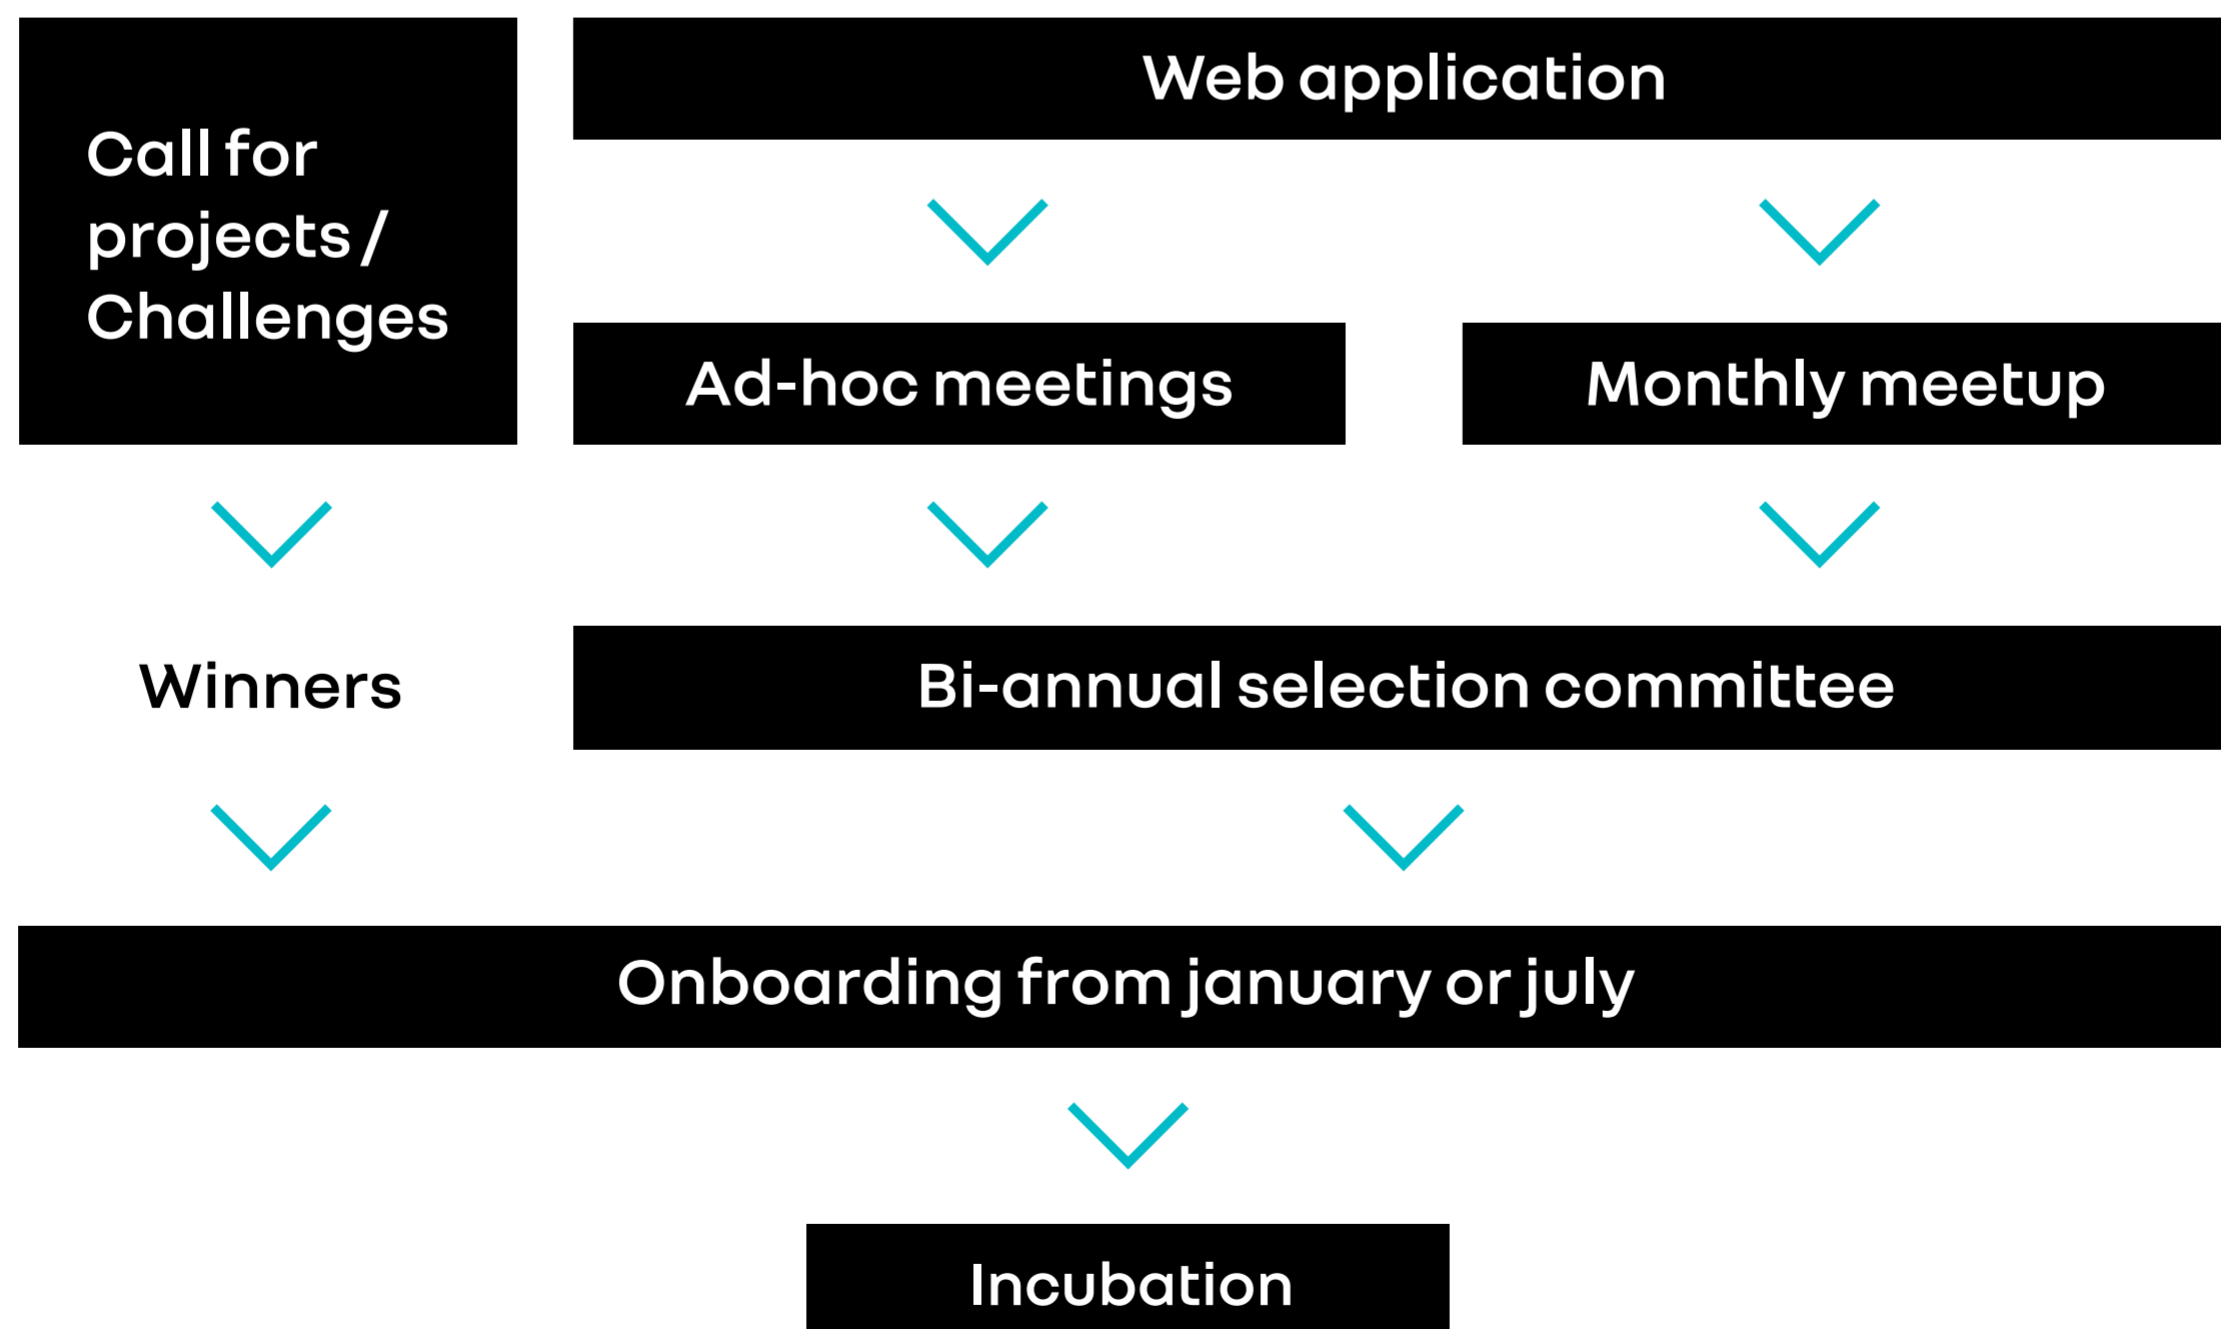 Call for
projects /
Challenges
Web application
Ad-hoc meetings
Monthly meetup
Winners
Bi-annual selection committee
Onboarding from january or july
Incubation